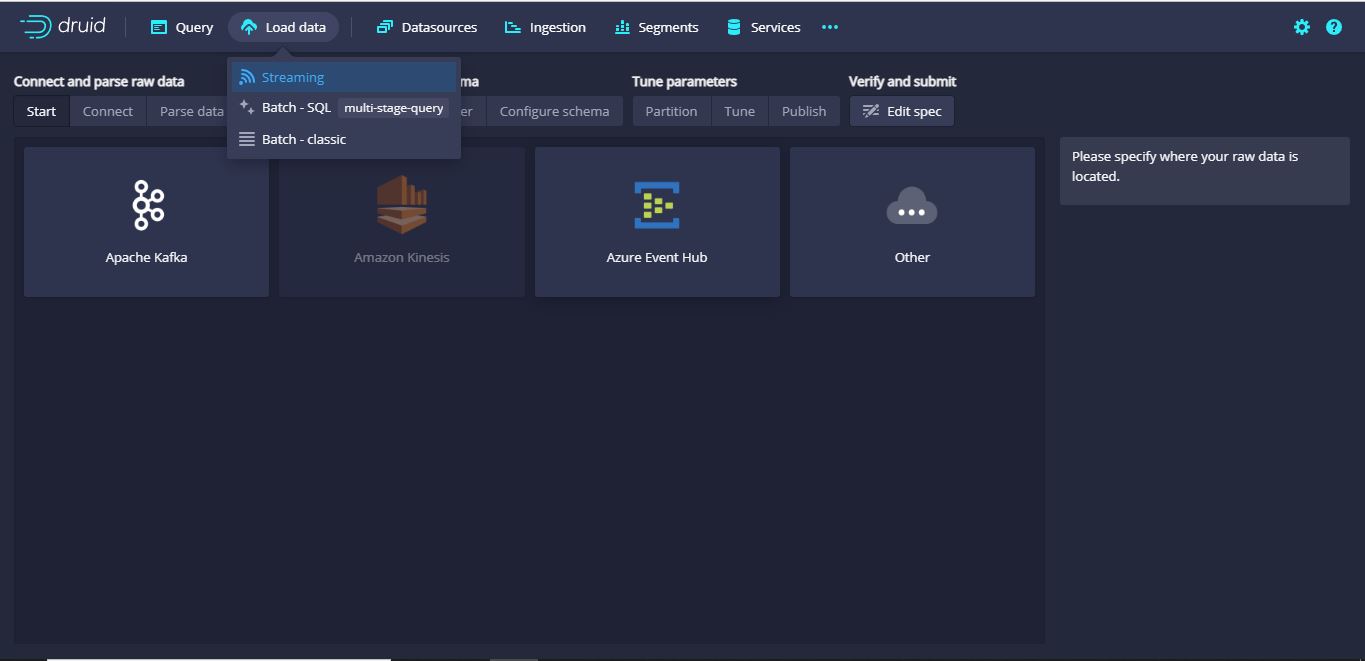 druid Query Load data Datasources Ingestion Segments Services
Connect and parse raw data ma Tune parameters Verify and submit
Streaming
Batch - SQL multi-stage-query
Batch - classic
Start Connect Parse data er Configure schema Partition Tune Publish Edit spec
Please specify where your raw data is
located.
Apache Kafka Amazon Kinesis Azure Event Hub Other